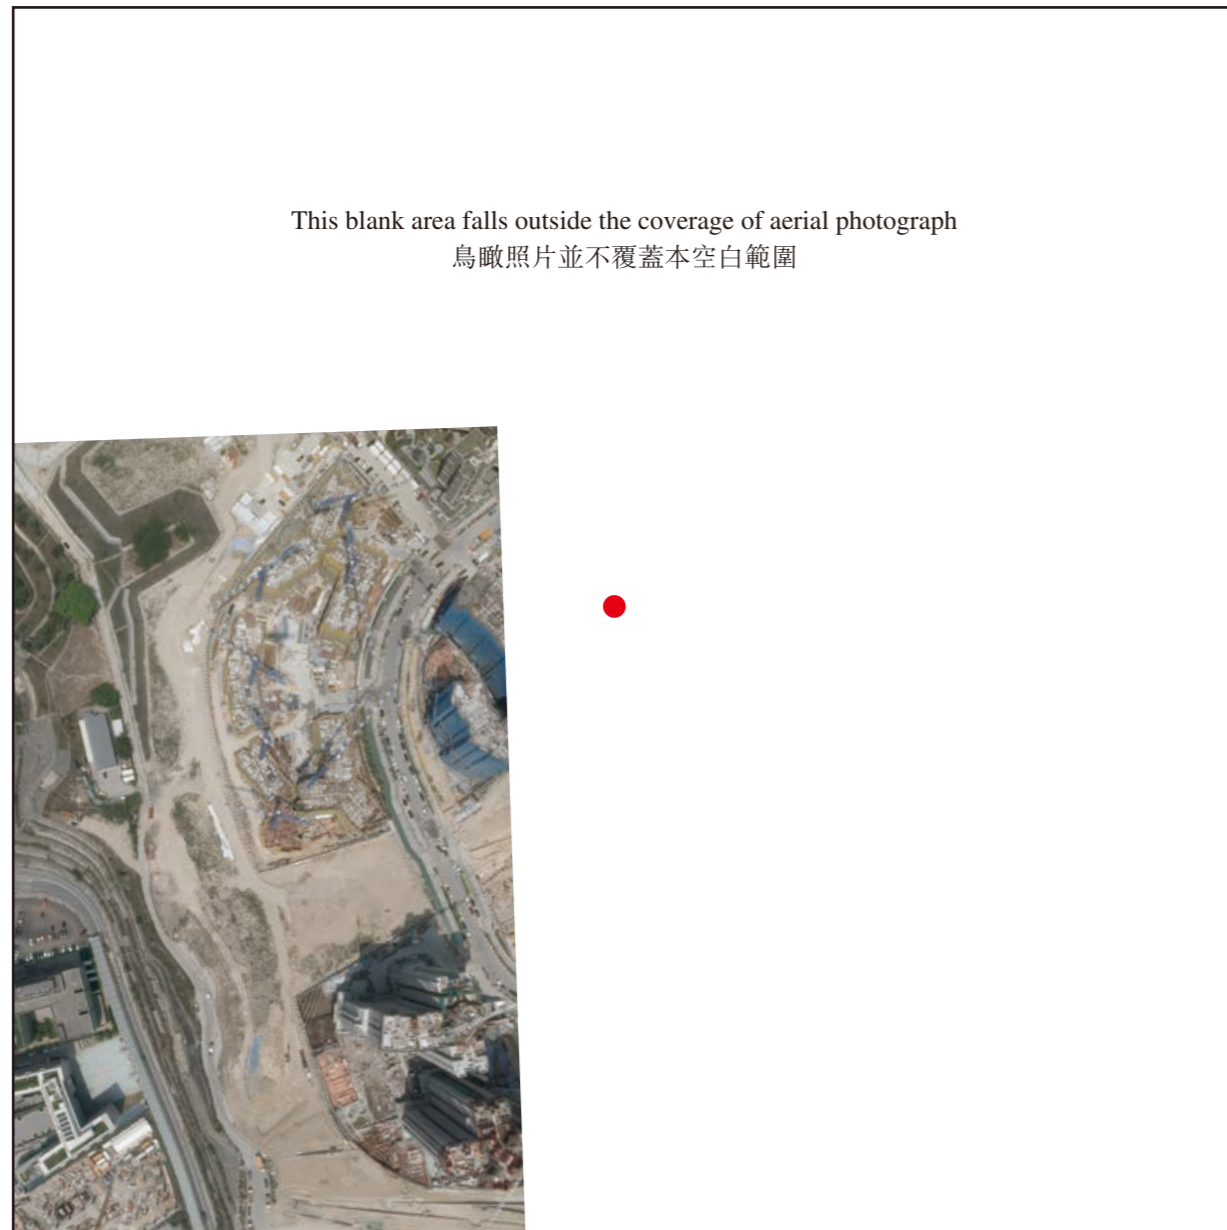 This blank area falls outside the coverage of aerial photograph
鳥瞰照片並不覆蓋本空白範圍